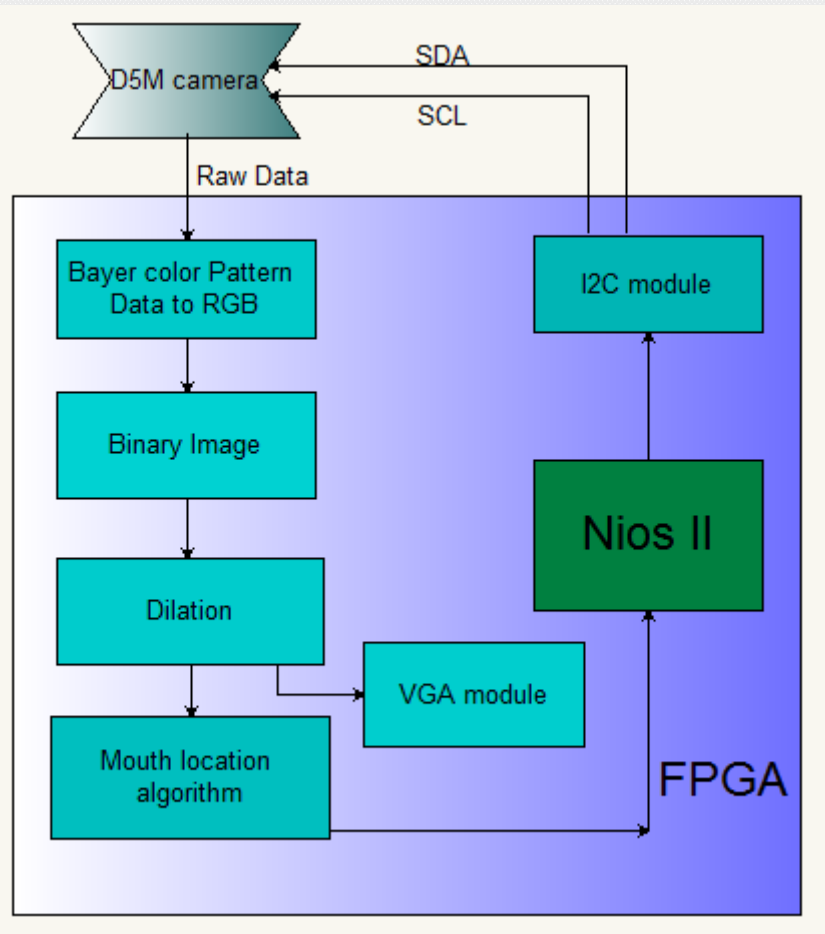 SDA
D5M camera
SCL
Raw Data
Bayer color Pattern
Data to RGB
I2C module
Binary Image
Nios II
Dilation
VGA module
Mouth location
algorithm
FPGA